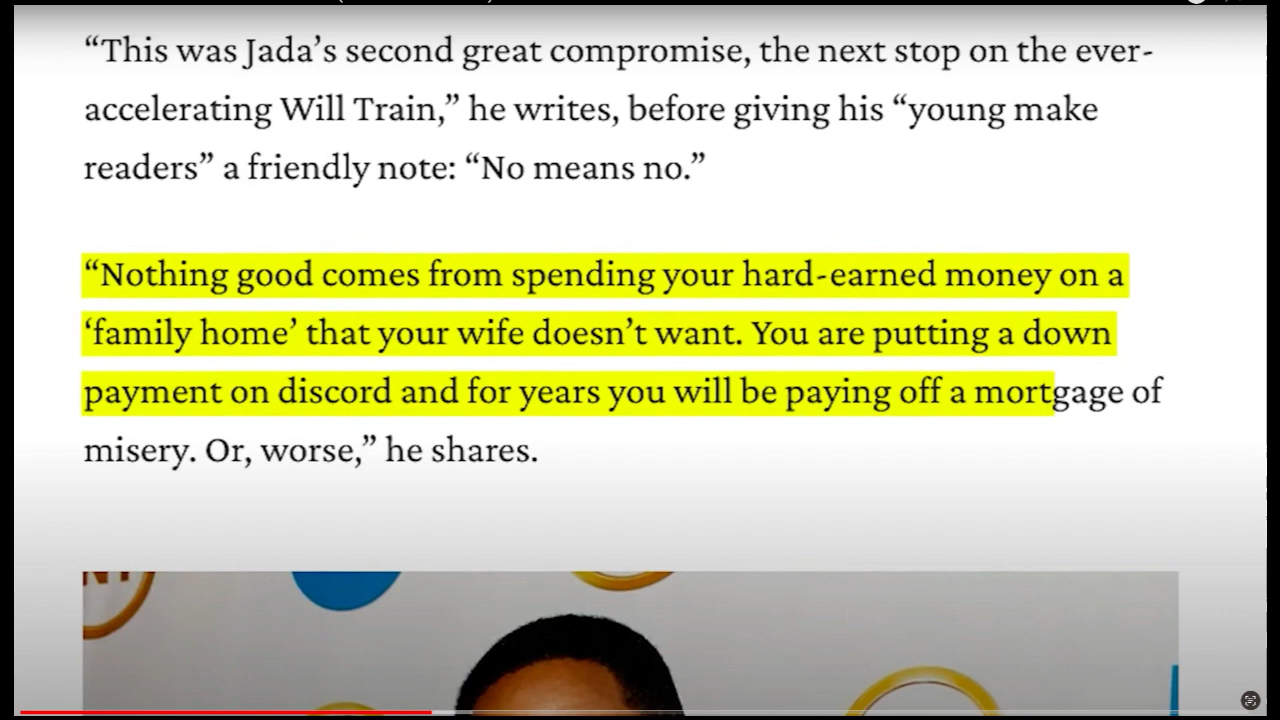 “This was Jada’s second great compromise, the next stop on the ever-
accelerating Will Train,” he writes, before giving his “young make
readers” a friendly note: “No means no.”
“Nothing good comes from spending your hard-earned money on a
‘family home’ that your wife doesn’t want. You are putting a down
payment on discord and for years you will be paying off a mortgage of
misery. Or, worse,” he shares.